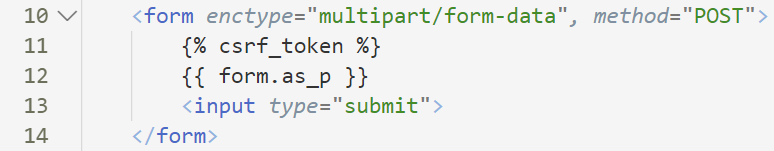 10 <form enctype="multipart/form-data", method="POST">
11 {% csrf_token %}
12 {{ form.as_p }}
13 <input type="submit">
14 </form>